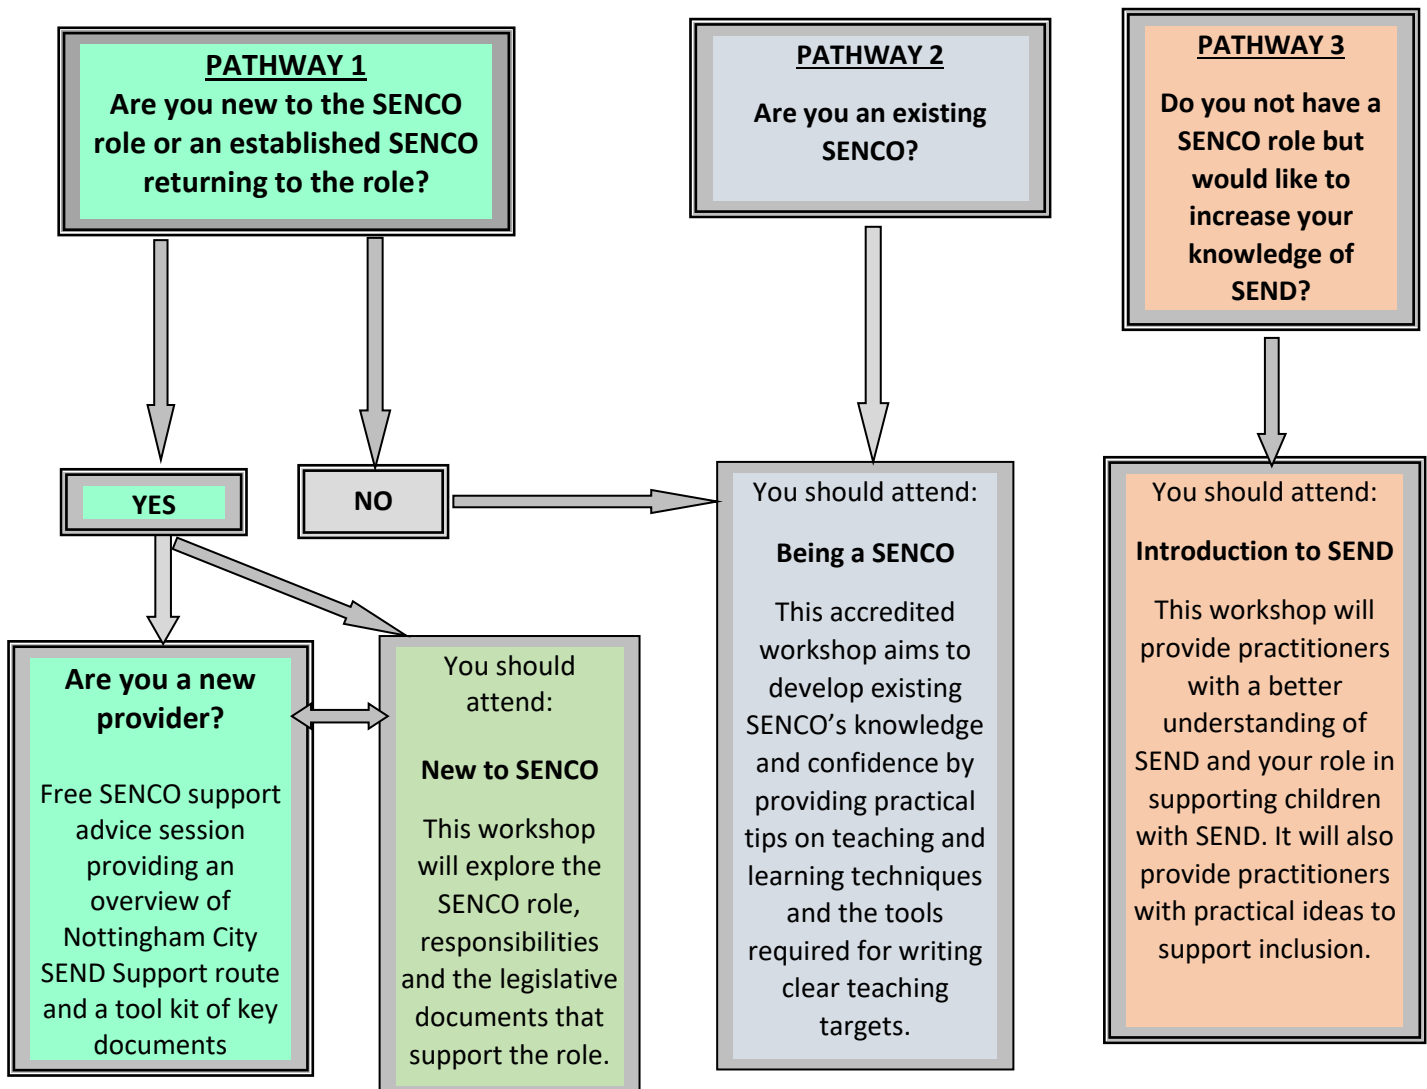 PATHWAY 1
Are you new to the SENCO
role or an established SENCO
returning to the role?
PATHWAY 2
Are you an existing
SENCO?
PATHWAY 3
Do you not have a
SENCO role but
would like to
increase your
knowledge of
SEND?
YES
NO
Are you a new
provider?
Free SENCO support
advice session
providing an
overview of
Nottingham City
SEND Support route
and a tool kit of key
documents
You should
attend:
New to SENCO
This workshop
will explore the
SENCO role,
responsibilities
and the legislative
documents that
support the role.
You should attend:
Being a SENCO
This accredited
workshop aims to
develop existing
SENCO’s knowledge
and confidence by
providing practical
tips on teaching and
learning techniques
and the tools
required for writing
clear teaching
targets.
You should attend:
Introduction to SEND
This workshop will
provide practitioners
with a better
understanding of
SEND and your role in
supporting children
with SEND. It will also
provide practitioners
with practical ideas to
support inclusion.